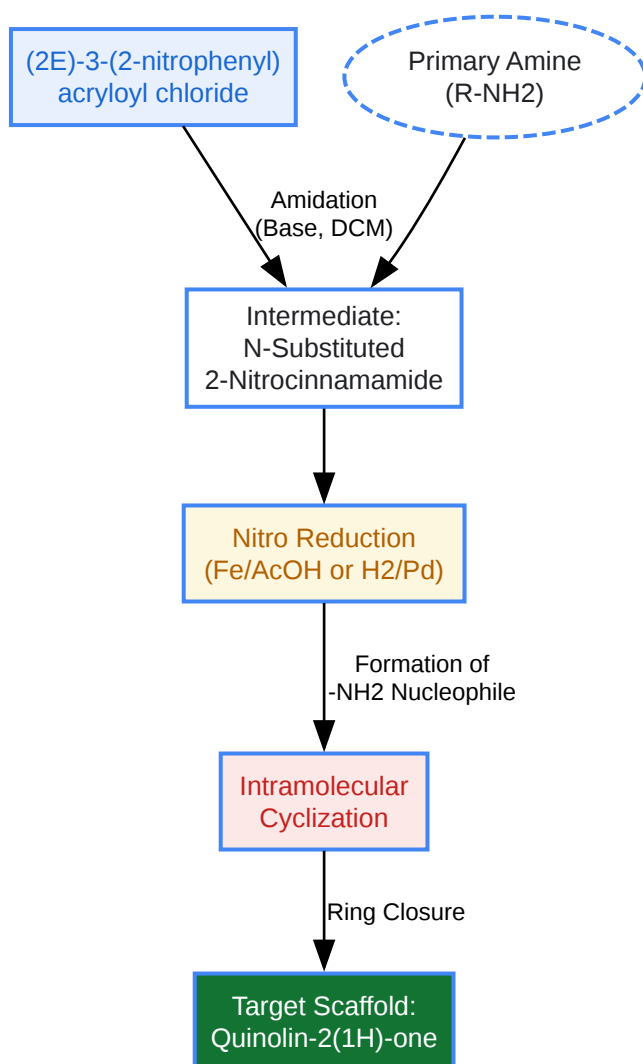 (2E)-3-(2-nitrophenyl)
acryloyl chloride
Primary Amine
(R-NH2)
Amidation
(Base, DCM)
Intermediate:
N-Substituted
2-Nitrocinnamamide
Nitro Reduction
(Fe/AcOH or H2/Pd)
Formation of
-NH2 Nucleophile
Intramolecular
Cyclization
Ring Closure
Target Scaffold:
Quinolin-2(1H)-one